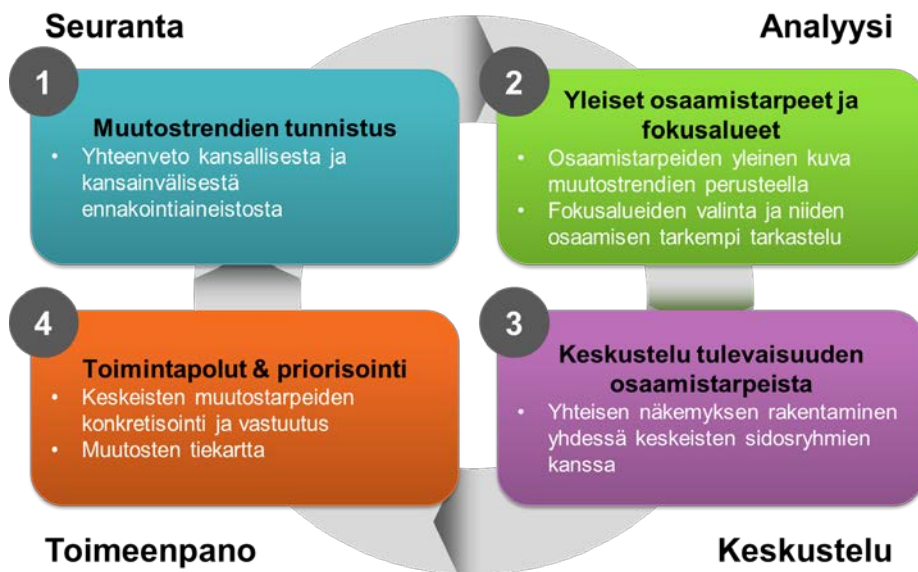 Seuranta
Analyysi
1
Muutostrendien tunnistus
• Yhteenveto kansallisesta ja
kansainvälisestä
ennakointiaineistosta
2
Yleiset osaamistarpeet ja
fokusalueet
• Osaamistarpeiden yleinen kuva
muutostrendien perusteella
• Fokusalueiden valinta ja niiden
osaamisen tarkempi tarkastelu
4
Toimintapolut & priorisointi
• Keskeisten muutostarpeiden
konkretisointi ja vastuutus
• Muutosten tiekartta
3
Keskustelu tulevaisuuden
osaamistarpeista
• Yhteisen näkemyksen rakentaminen
yhdessä keskeisten sidosryhmien
kanssa
Toimeenpano
Keskustelu